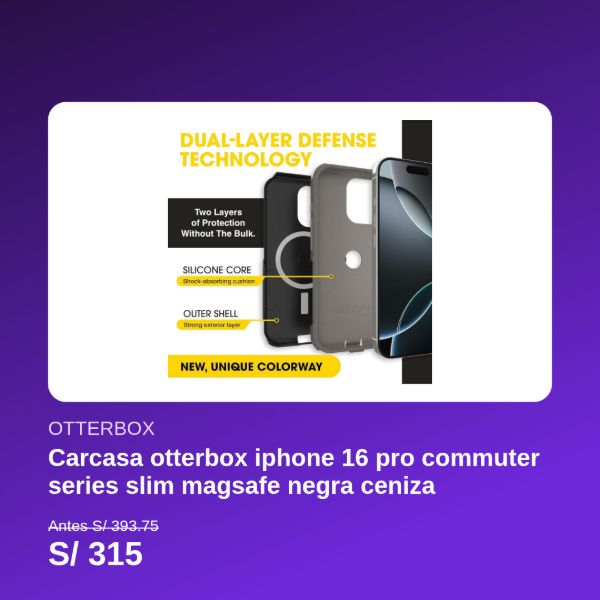 DUAL-LAYER DEFENSE
TECHNOLOGY
Two Layers
of Protection
Without The Bulk.
SILICONE CORE
Shock-absorbing cushion
OUTER SHELL
Strong exterior layer
NEW, UNIQUE COLORWAY
OTTERBOX
Carcasa otterbox iphone 16 pro commuter
series slim magsafe negra ceniza
Antes S/ 393.75
S/ 315